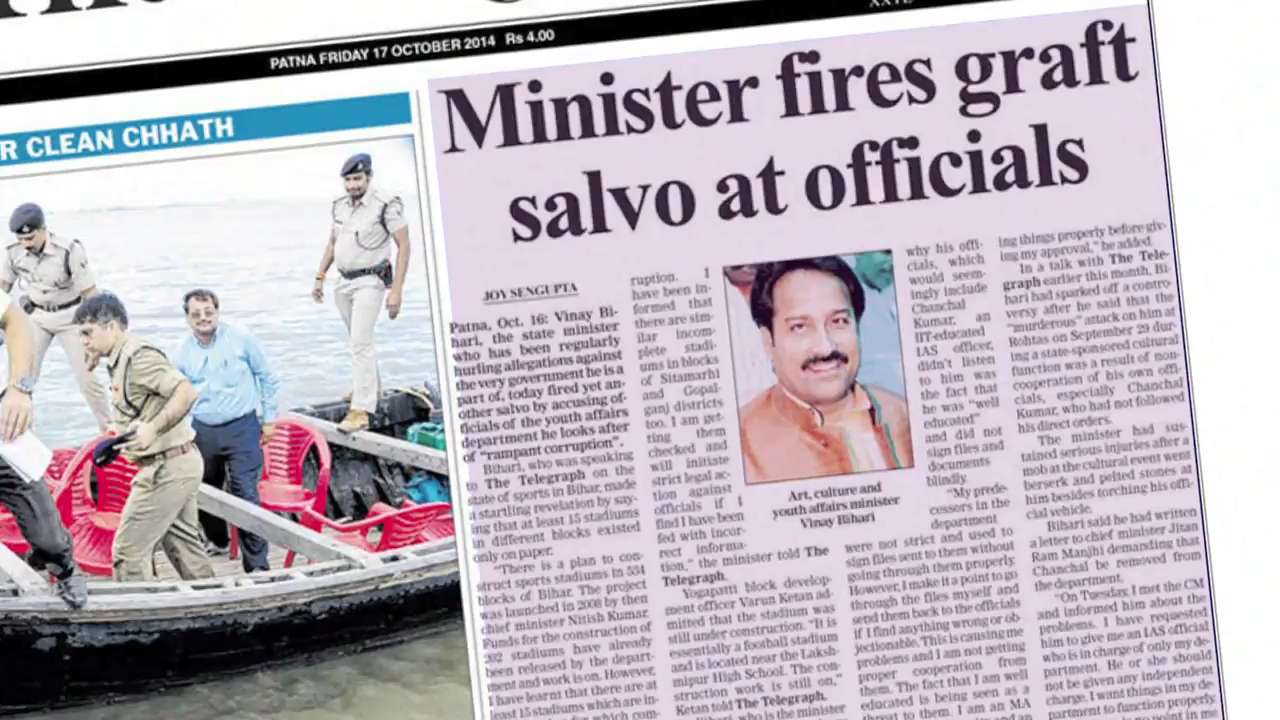 PATNA FRIDAY 17 OCTOBER 2014 Rs 4.00
R CLEAN CHHATH
Minister fires graft
salvo at officials
JOY SENGUPTA
Patna, Oct. 16: Vinay Bi-
hari, the state minister
who has been regularly
hurling allegations against
the very government he is a
part of, today fired yet an-
other salvo by accusing of-
ficials of the youth affairs
department he looks after
of “rampant corruption”.
Bihari, who was speaking
to The Telegraph on the
state of sports in Bihar, made
a startling revelation by say-
ing that at least 15 stadiums
in different blocks existed
only on paper.
“There is a plan to con-
struct sports stadiums in 534
blocks of Bihar. The project
was launched in 2008 by then
chief minister Nitish Kumar.
Funds for the construction of
202 stadiums have already
been released by the depart-
ment and work is on. However,
I have learnt that there are at
least 15 stadiums which are in-
for which com-
ruption. I
have been in-
formed that
there are sim-
ilar incom-
plete stadi-
ums in blocks
of Sitamarhi
and Gopal-
ganj districts
too. I am get-
ting them
checked and
will initiate
strict legal ac-
tion against
officials if I
find I have been
fed with incor-
rect informa-
tion,” the minister told The
Telegraph.
Yogapatti block develop-
ment officer Varun Ketan ad-
mitted that the stadium was
still under construction. “It is
essentially a football stadium
and is located near the Laksh-
mipur High School. The con-
struction work is still on,”
Ketan told The Telegraph.
Bihari, who is the minister
Art, culture and
youth affairs minister
Vinay Bihari
why his offi-
cials, which
would seem-
ingly include
Chanchal
Kumar, an
IIT-educated
IAS officer,
didn’t listen
to him was
the fact that
he was “well
educated”
and did not
sign files and
documents
blindly.
“My prede-
cessors in the
department
were not strict and used to
sign files sent to them without
going through them properly.
However, I make it a point to go
through the files myself and
send them back to the officials
if I find anything wrong or ob-
jectionable. This is causing me
problems and I am not getting
proper cooperation from
them. The fact that I am well
educated is being seen as a
threat to them. I am an MA
ing things properly before giv-
ing my approval,” he added.
In a talk with The Tele-
graph earlier this month, Bi-
hari had sparked off a contro-
versy after he said that the
“murderous” attack on him at
Rohtas on September 29 dur-
ing a state-sponsored cultural
function was a result of non-
cooperation of his own offi-
cials, especially Chanchal
Kumar, who had not followed
his direct orders.
The minister had sus-
tained serious injuries after a
mob at the cultural event went
berserk and pelted stones at
him besides torching his offi-
cial vehicle.
Bihari said he had written
a letter to chief minister Jitan
Ram Manjhi demanding that
Chanchal be removed from
the department.
“On Tuesday, I met the CM
and informed him about the
problems. I have requested
him to give me an IAS official
who is in charge of only my de-
partment. He or she should
not be given any independent
charge. I want things in my de-
partment to function properly